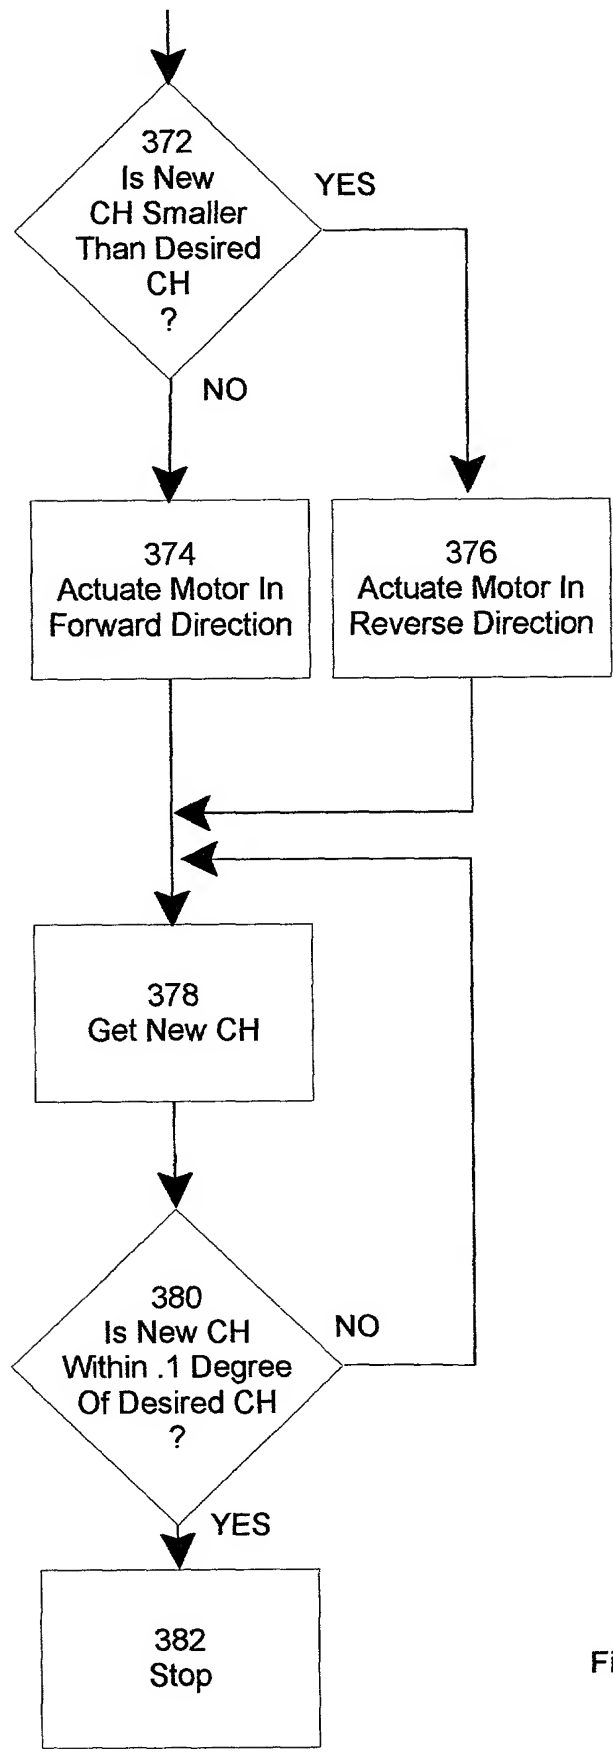 372
Is New
CH Smaller
Than Desired
CH
?
YES
NO
374
Actuate Motor In
Forward Direction
376
Actuate Motor In
Reverse Direction
378
Get New CH
380
Is New CH
Within .1 Degree
Of Desired CH
?
NO
YES
382
Stop